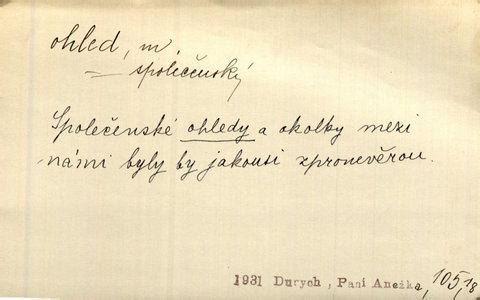 ohled, m.
= společenský
Společenské ohledy a okolky mezi
námi byly by jakousi zpronevěrou.
1931 Durych, Paní Anežka, 105,18